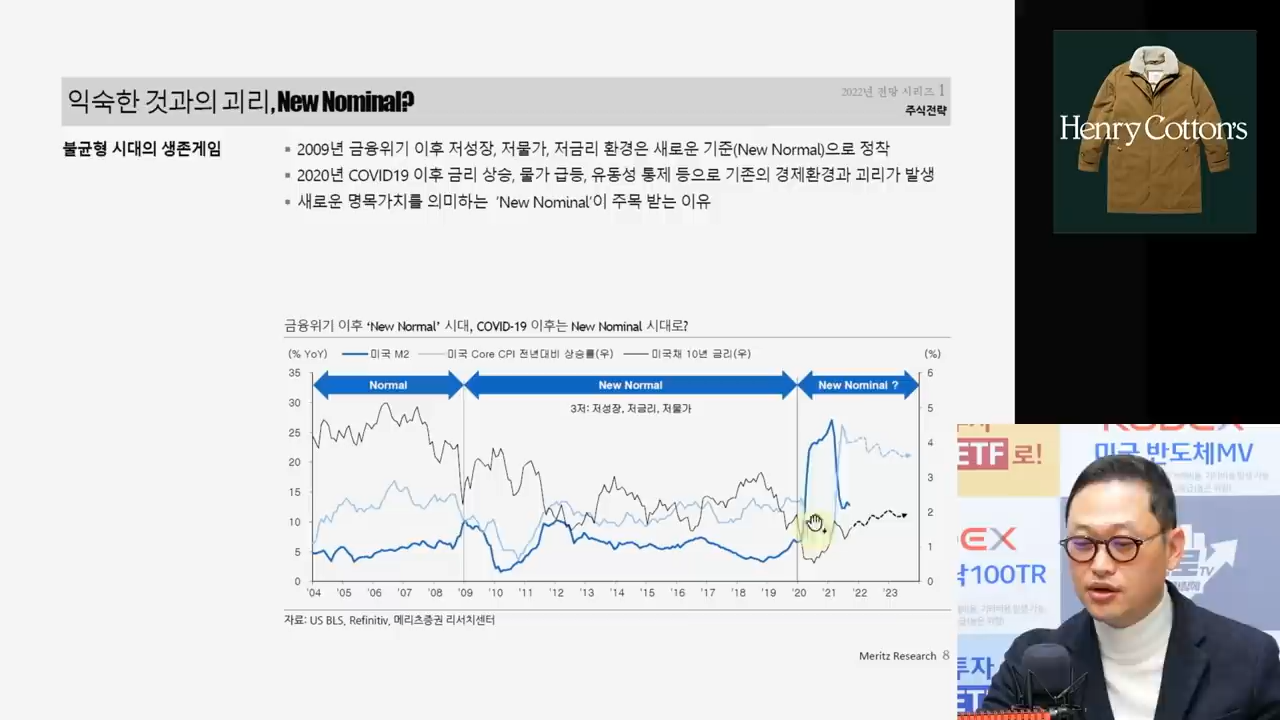 익숙한 것과의 괴리, New Nominal?
2022년 전망 시리즈 1
주식전략
불균형 시대의 생존게임
▪ 2009년 금융위기 이후 저성장, 저물가, 저금리 환경은 새로운 기준(New Normal)으로 정착
▪ 2020년 COVID19 이후 금리 상승, 물가 급등, 유동성 통제 등으로 기존의 경제환경과 괴리가 발생
▪ 새로운 명목가치를 의미하는 ‘New Nominal’이 주목 받는 이유
금융위기 이후 ‘New Normal’ 시대, COVID-19 이후는 New Nominal 시대로?
(% YoY) 미국 M2 미국 Core CPI 전년대비 상승률(우) 미국채 10년 금리(우) (%)
Normal New Normal New Nominal ?
3저: 저성장, 저금리, 저물가
35
30
25
20
15
10
5
0
6
5
4
3
2
1
0
'04 '05 '06 '07 '08 '09 '10 '11 '12 '13 '14 '15 '16 '17 '18 '19 '20 '21 '22 '23
자료: US BLS, Refinitiv, 메리츠증권 리서치센터
Meritz Research 8
Henry Cotton's
ETF로!
KODEX
미국 반도체MV
EX
100TR
TV
투자